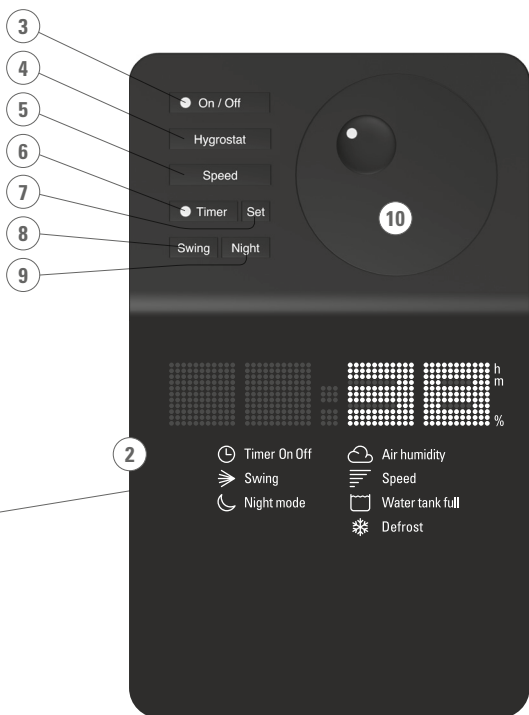 3
4
5
6
7
8
9
On / Off
Hygrostat
Speed
Timer Set
Swing Night
10
38
h
m
%
2
Timer On Off
Swing
Night mode
Air humidity
Speed
Water tank full
Defrost